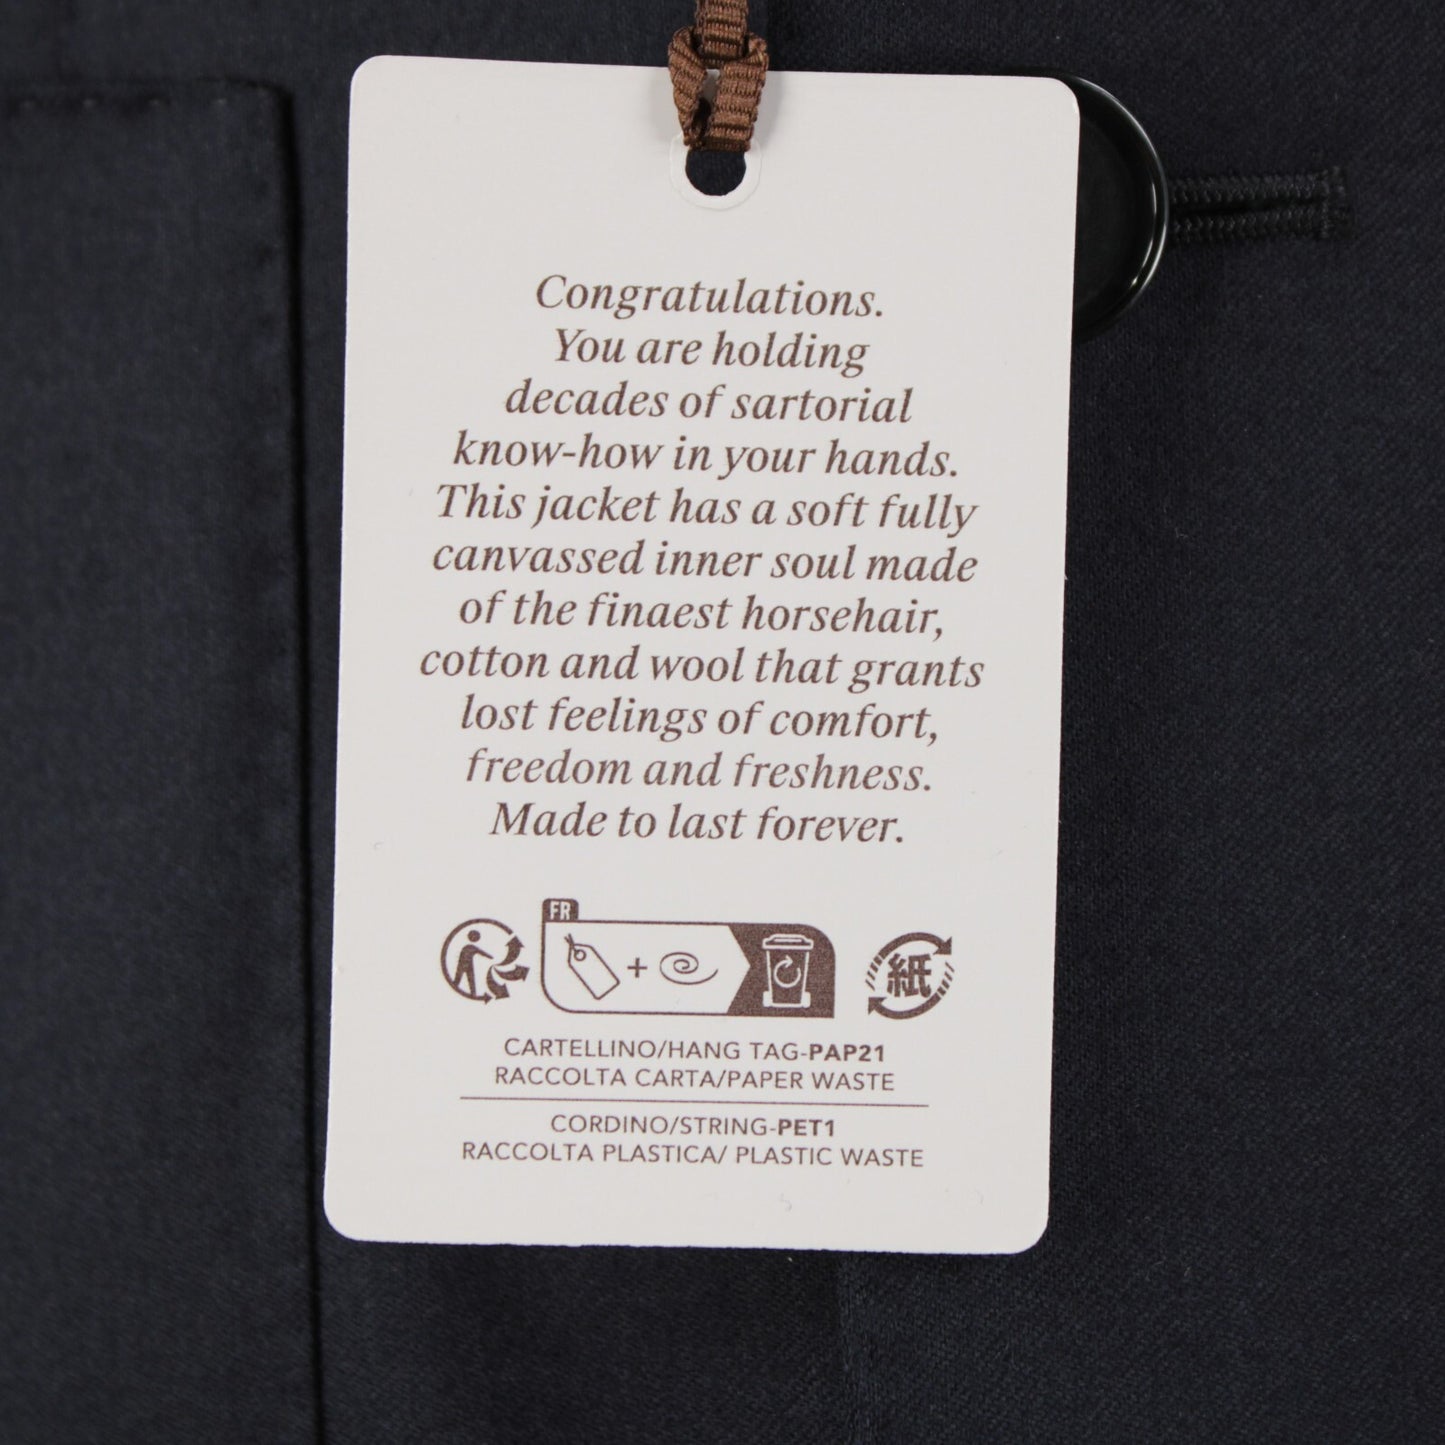 Congratulations.
You are holding
decades of sartorial
know-how in your hands.
This jacket has a soft fully
canvassed inner soul made
of the finaest horsehair,
cotton and wool that grants
lost feelings of comfort,
freedom and freshness.
Made to last forever.
FR
+
紙
CARTELLINO/HANG TAG-PAP21
RACCOLTA CARTA/PAPER WASTE
CORDINO/STRING-PET1
RACCOLTA PLASTICA/ PLASTIC WASTE